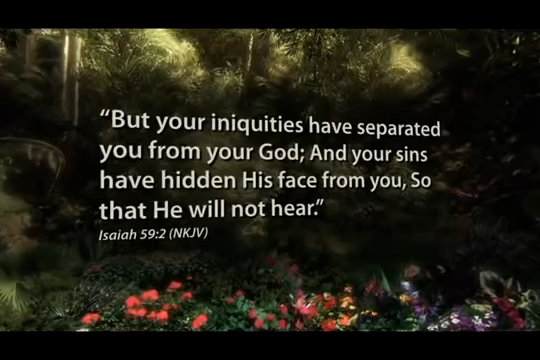 “But your iniquities have separated
you from your God; And your sins
have hidden His face from you, So
that He will not hear.”
Isaiah 59:2 (NKJV)